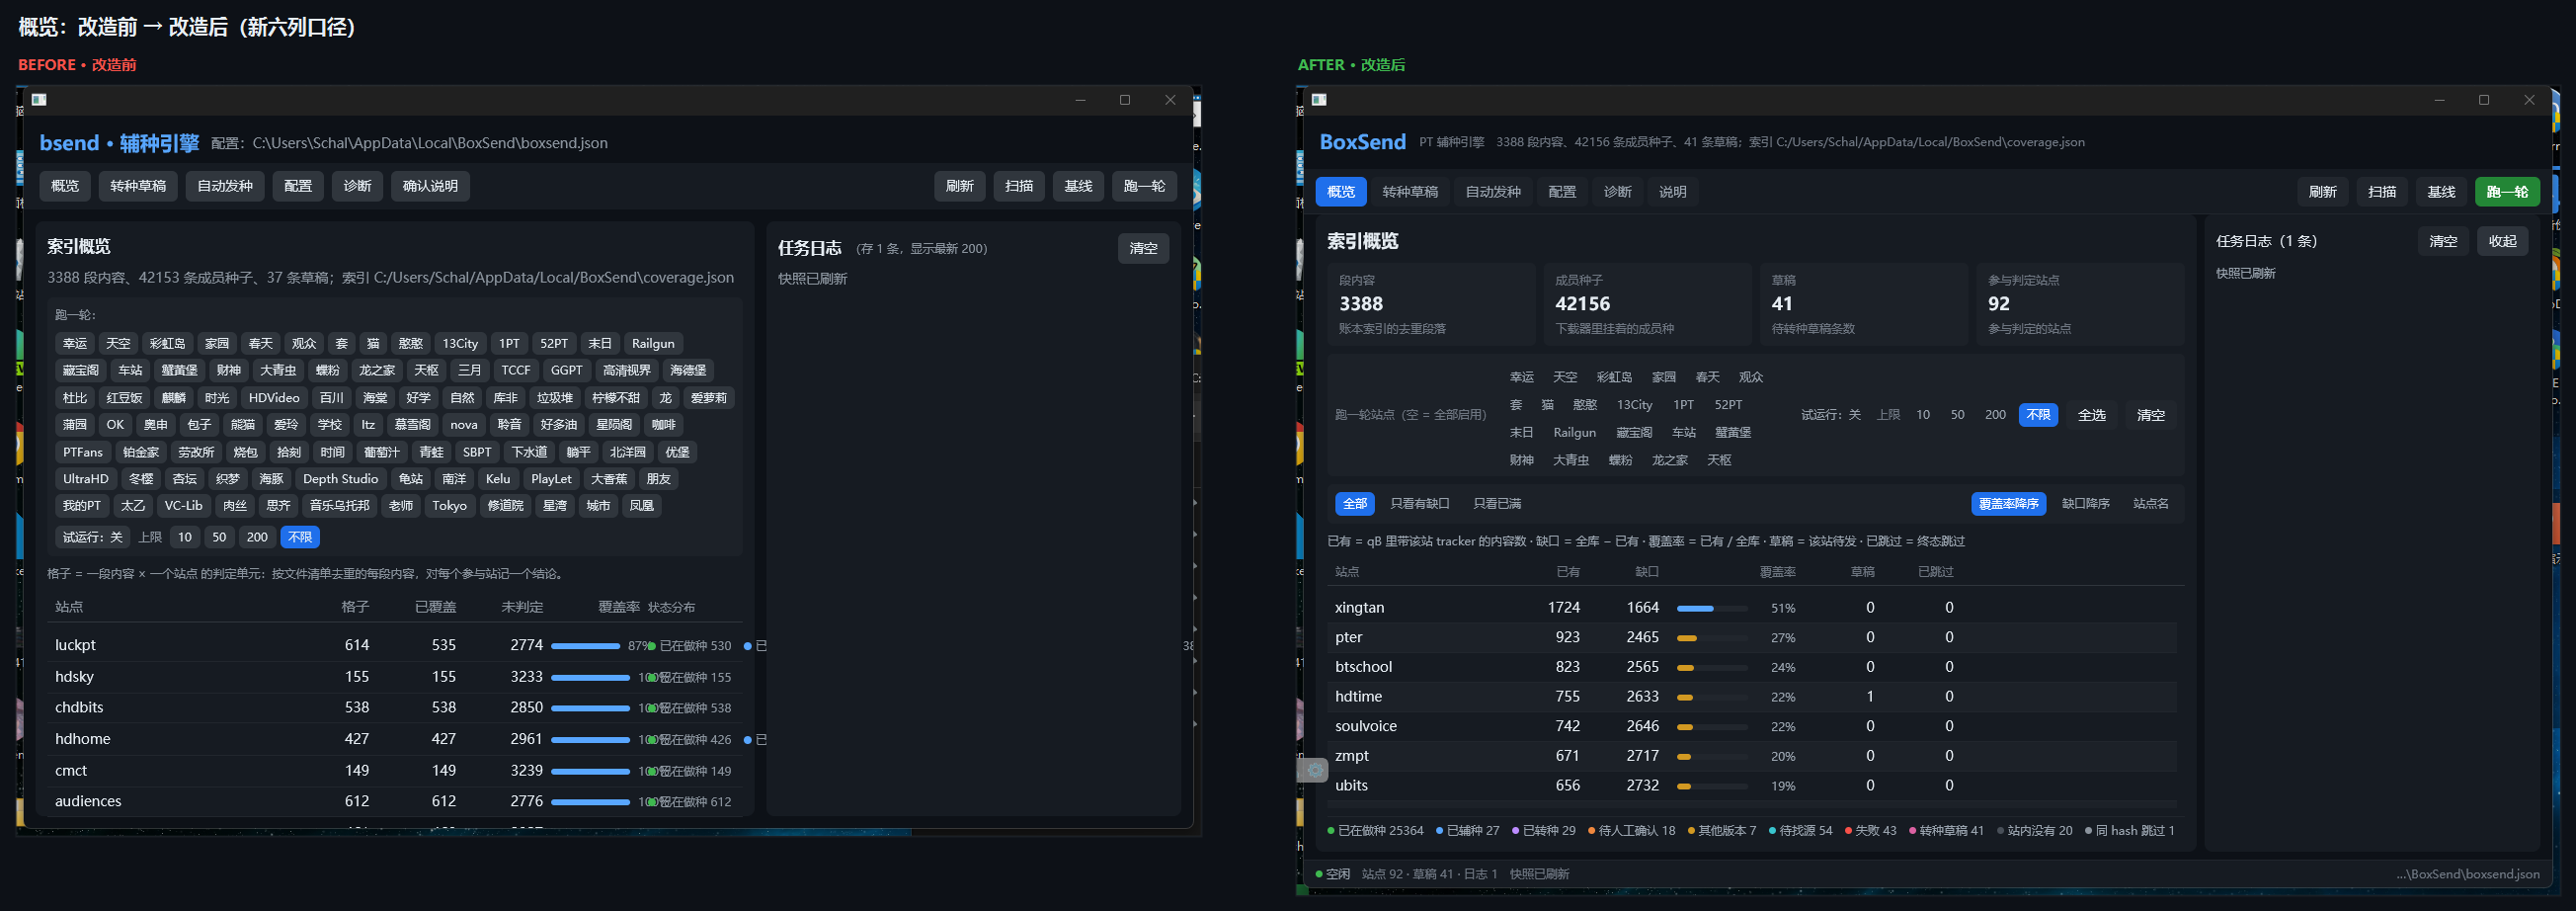 概览：改造前 → 改造后（新六列口径）
BEFORE • 改造前
bsend • 辅种引擎 配置：C:\Users\Schal\AppData\Local\BoxSend\boxsend.json
概览 转种草稿 自动发种 配置 诊断 确认说明 刷新 扫描 基线 跑一轮
索引概览
3388 段内容、42153 条成员种子、37 条草稿；索引 C:/Users/Schal/AppData/Local/BoxSend\coverage.json
跑一轮：
幸运 天空 彩虹岛 家园 春天 观众 套 猫 憨憨 13City 1PT 52PT 末日 Railgun
藏宝阁 车站 蟹黄堡 财神 大青虫 蝶粉 龙之家 天枢 三月 TCCF GGPT 高清视界 海德堡
杜比 红豆饭 麒麟 时光 HDVideo 百川 海棠 好学 自然 库非 垃圾堆 柠檬不甜 龙 爱萝莉
蒲园 OK 奥申 包子 熊猫 爱玲 学校 ltz 慕雪阁 nova 聆音 好多油 星陨阁 咖啡
PTFans 铂金家 劳改所 烧包 拾刻 时间 葡萄汁 青蛙 SBPT 下水道 躺平 北洋园 优堡
UltraHD 冬樱 杏坛 织梦 海豚 Depth Studio 龟站 南洋 Kelu PlayLet 大香蕉 朋友
我的PT 太乙 VC-Lib 肉丝 思齐 音乐乌托邦 老师 Tokyo 修道院 星湾 城市 凤凰
试运行：关 上限 10 50 200 不限
格子 = 一段内容 × 一个站点 的判定单元：按文件清单去重的每段内容，对每个参与站记一个结论。
站点 格子 已覆盖 未判定 覆盖率 状态分布
luckpt 614 535 2774 87% 已在做种 530 已
hdsky 155 155 3233 100% 已在做种 155
chdbits 538 538 2850 100% 已在做种 538
hdhome 427 427 2961 100% 已在做种 426 已
cmct 149 149 3239 100% 已在做种 149
audiences 612 612 2776 100% 已在做种 612
任务日志 （存 1 条，显示最新 200） 清空
快照已刷新
38
AFTER • 改造后
BoxSend PT 辅种引擎 3388 段内容、42156 条成员种子、41 条草稿；索引 C:/Users/Schal/AppData/Local/BoxSend\coverage.json
概览 转种草稿 自动发种 配置 诊断 说明 刷新 扫描 基线 跑一轮
索引概览
段内容 成员种子 草稿 参与判定站点
3388 42156 41 92
账本索引的去重段落 下载器里挂着的成员种 待转种草稿条数 参与判定的站点
幸运 天空 彩虹岛 家园 春天 观众
套 猫 憨憨 13City 1PT 52PT
跑一轮站点（空 = 全部启用） 试运行：关 上限 10 50 200 不限 全选 清空
末日 Railgun 藏宝阁 车站 蟹黄堡
财神 大青虫 蝶粉 龙之家 天枢
全部 只看有缺口 只看已满 覆盖率降序 缺口降序 站点名
已有 = qB 里带该站 tracker 的内容数 · 缺口 = 全库 − 已有 · 覆盖率 = 已有 / 全库 · 草稿 = 该站待发 · 已跳过 = 终态跳过
站点 已有 缺口 覆盖率 草稿 已跳过
xingtan 1724 1664 51% 0 0
pter 923 2465 27% 0 0
btschool 823 2565 24% 0 0
hdtime 755 2633 22% 1 0
soulvoice 742 2646 22% 0 0
zmpt 671 2717 20% 0 0
ubits 656 2732 19% 0 0
已在做种 25364 已辅种 27 已转种 29 待人工确认 18 其他版本 7 待找源 54 失败 43 转种草稿 41 站内没有 20 同 hash 跳过 1
任务日志（1 条） 清空 收起
快照已刷新
空闲 站点 92 · 草稿 41 · 日志 1 快照已刷新 ...\BoxSend\boxsend.json